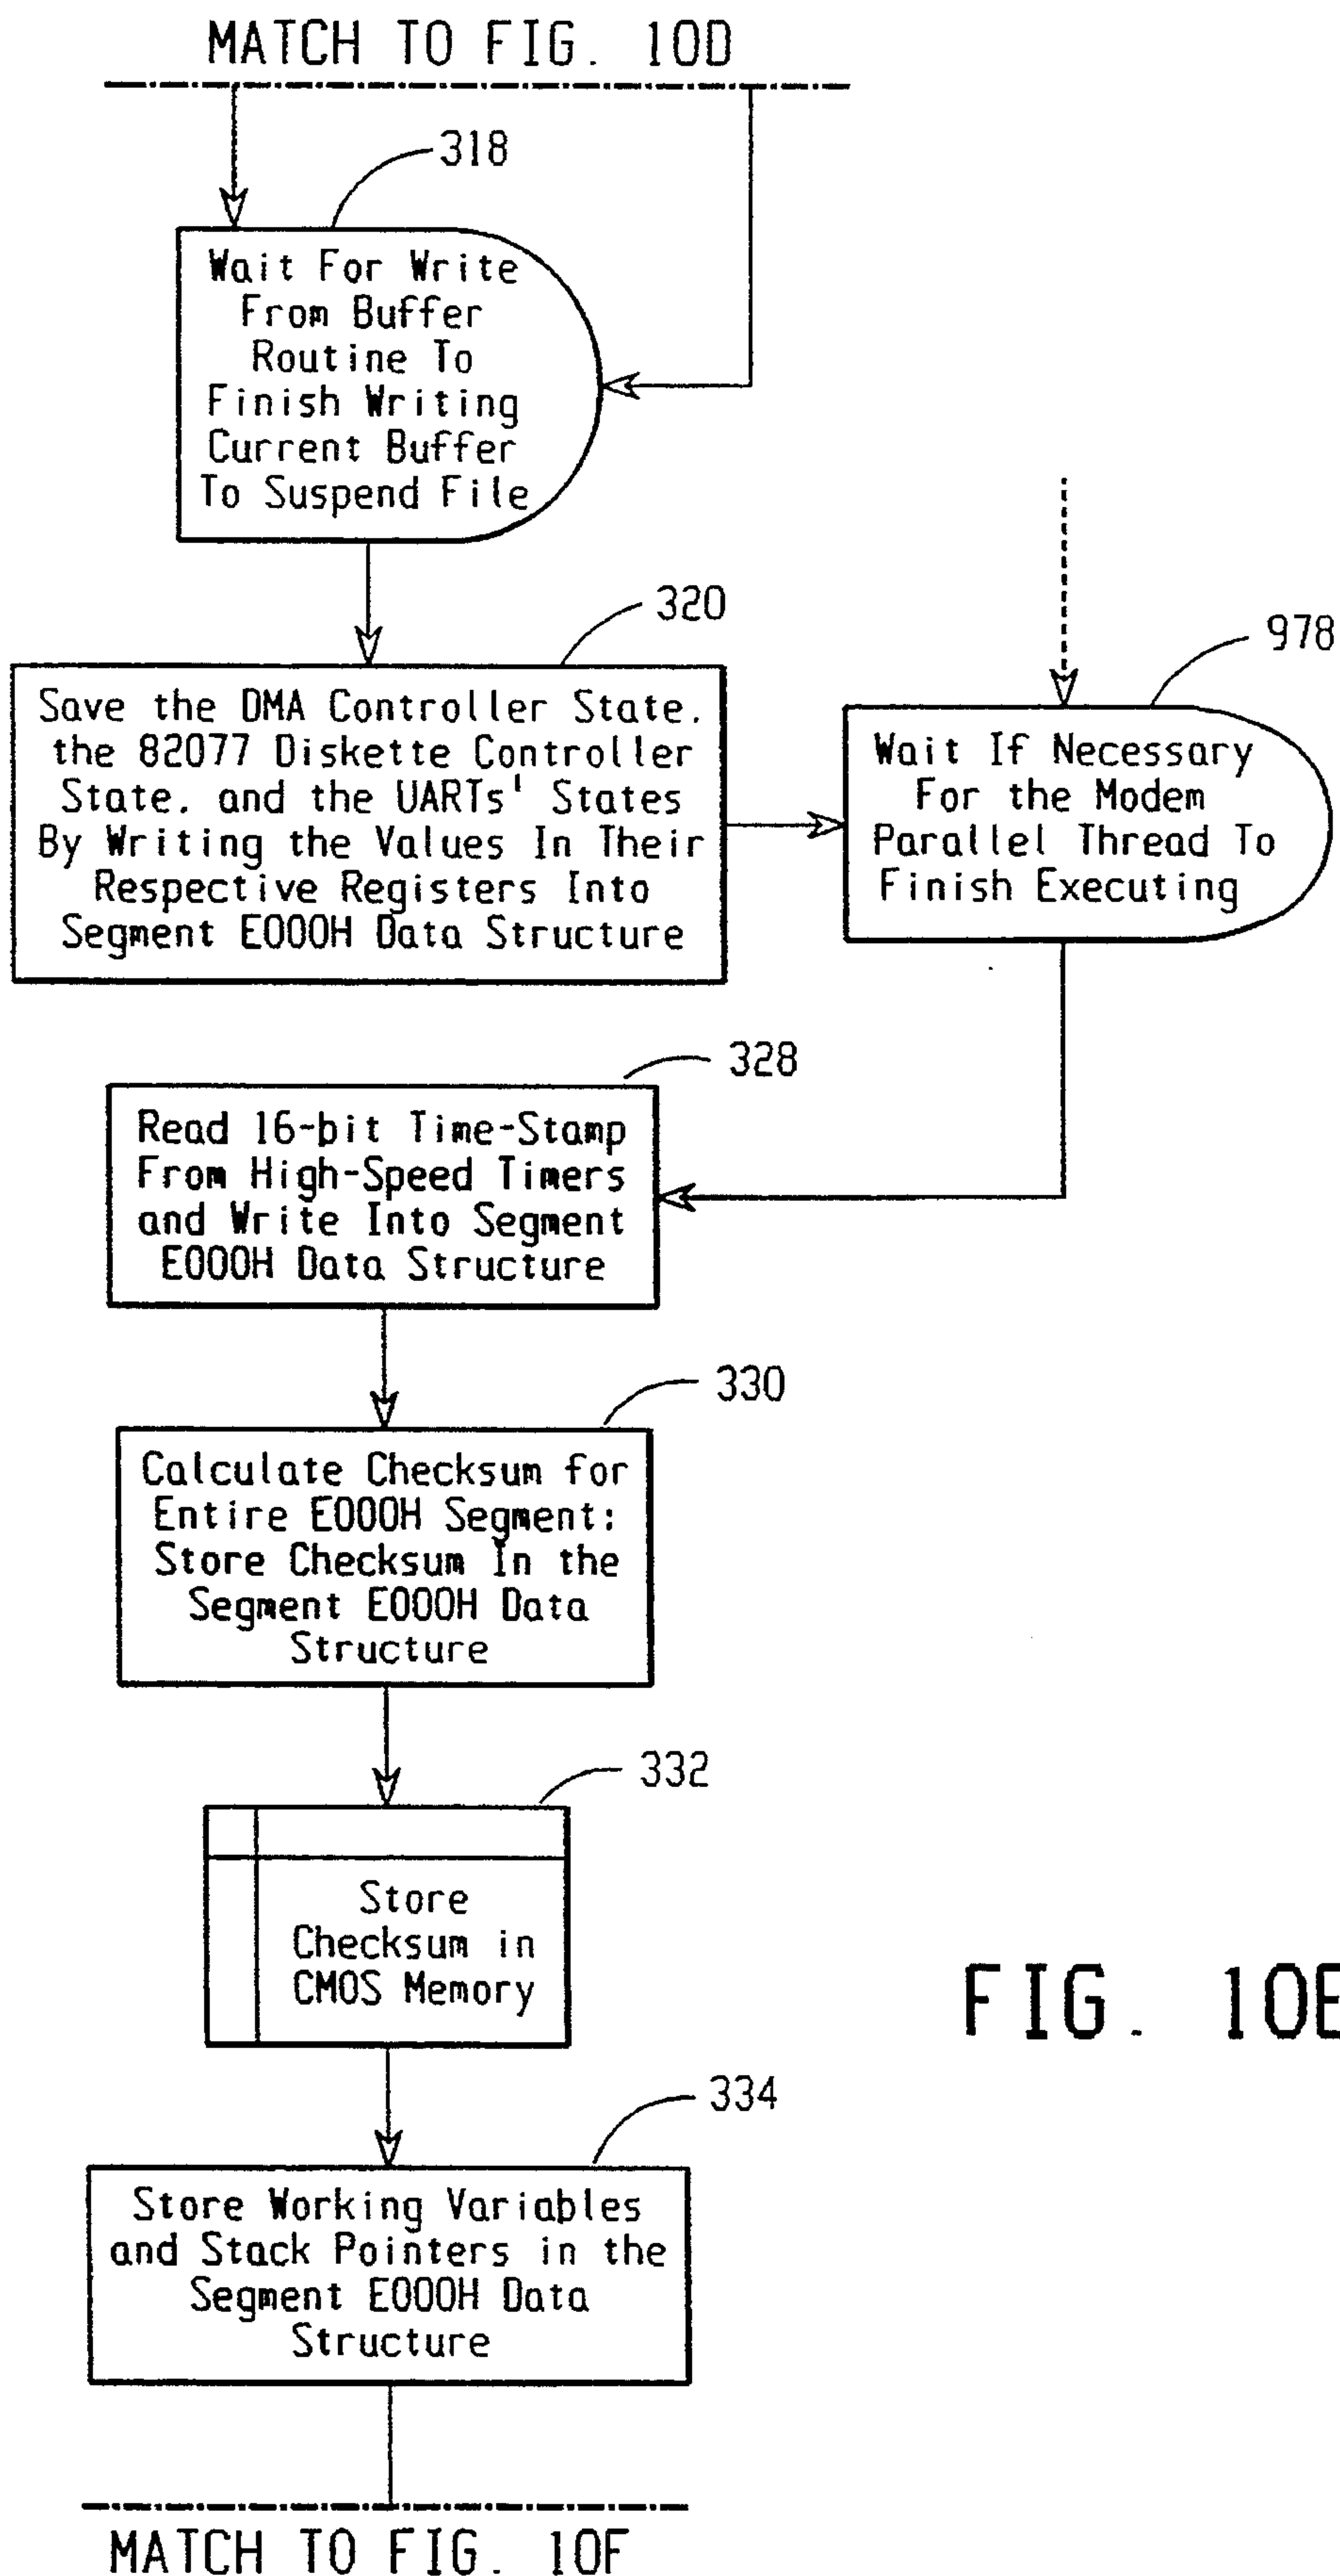 MATCH TO FIG. 10D
318
Wait For Write
From Buffer
Routine To
Finish Writing
Current Buffer
To Suspend File
320
Save the DMA Controller State,
the 82077 Diskette Controller
State, and the UARTs' States
By Writing the Values In Their
Respective Registers Into
Segment E000H Data Structure
978
Wait If Necessary
For the Modem
Parallel Thread To
Finish Executing
328
Read 16-bit Time-Stamp
From High-Speed Timers
and Write Into Segment
E000H Data Structure
330
Calculate Checksum for
Entire E000H Segment;
Store Checksum In the
Segment E000H Data
Structure
332
Store
Checksum in
CMOS Memory
334
Store Working Variables
and Stack Pointers in the
Segment E000H Data
Structure
FIG. 10E
MATCH TO FIG. 10F